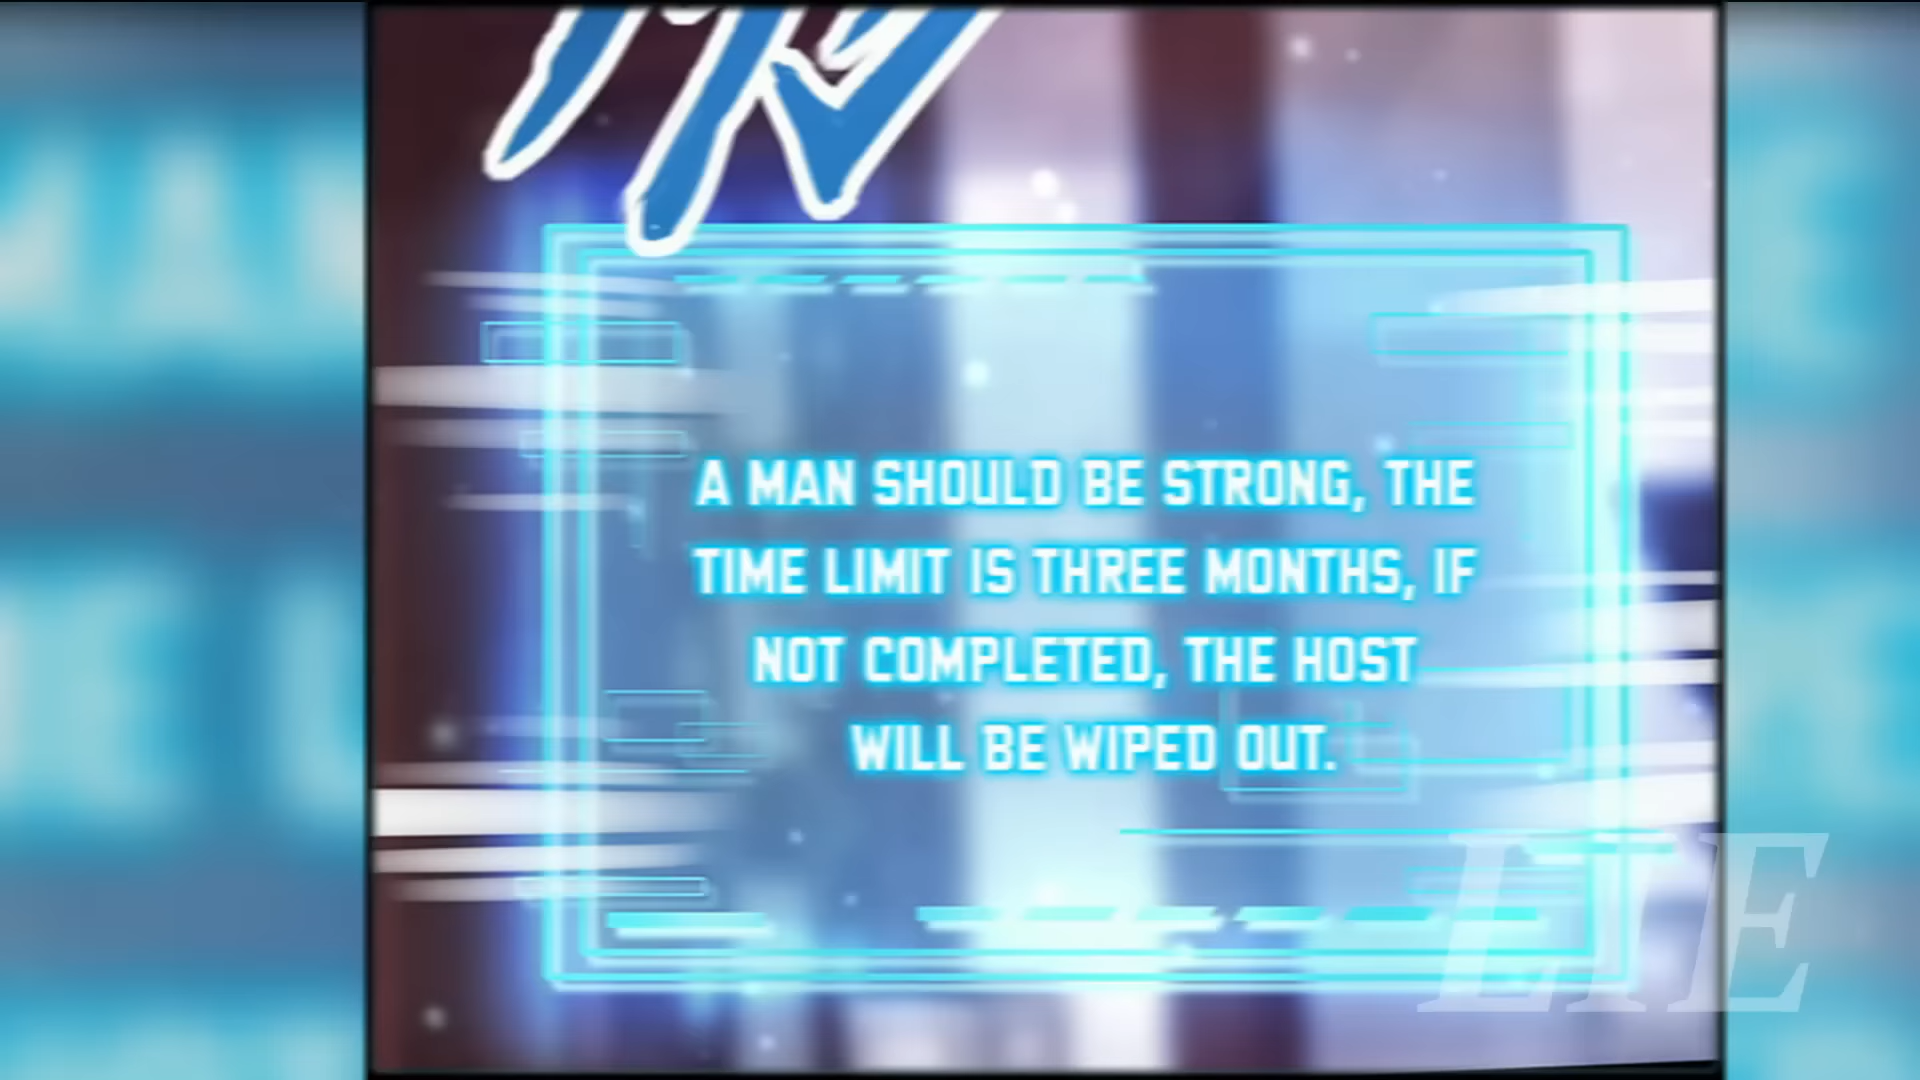 A MAN SHOULD BE STRONG, THE
TIME LIMIT IS THREE MONTHS, IF
NOT COMPLETED, THE HOST
WILL BE WIPED OUT.
LIE